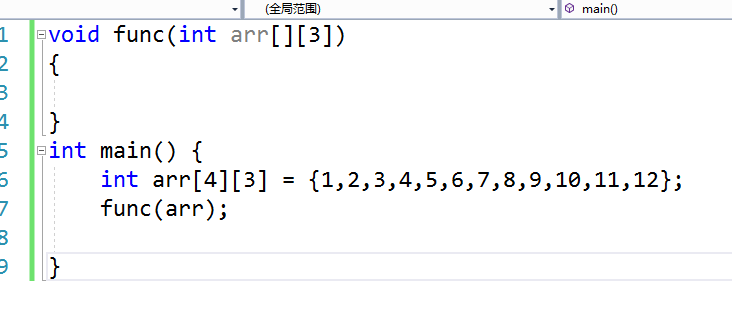 (全局范围) main()
1 void func(int arr[][3])
2 {
3
4 }
5 int main() {
6 int arr[4][3] = {1,2,3,4,5,6,7,8,9,10,11,12};
7 func(arr);
8
9 }